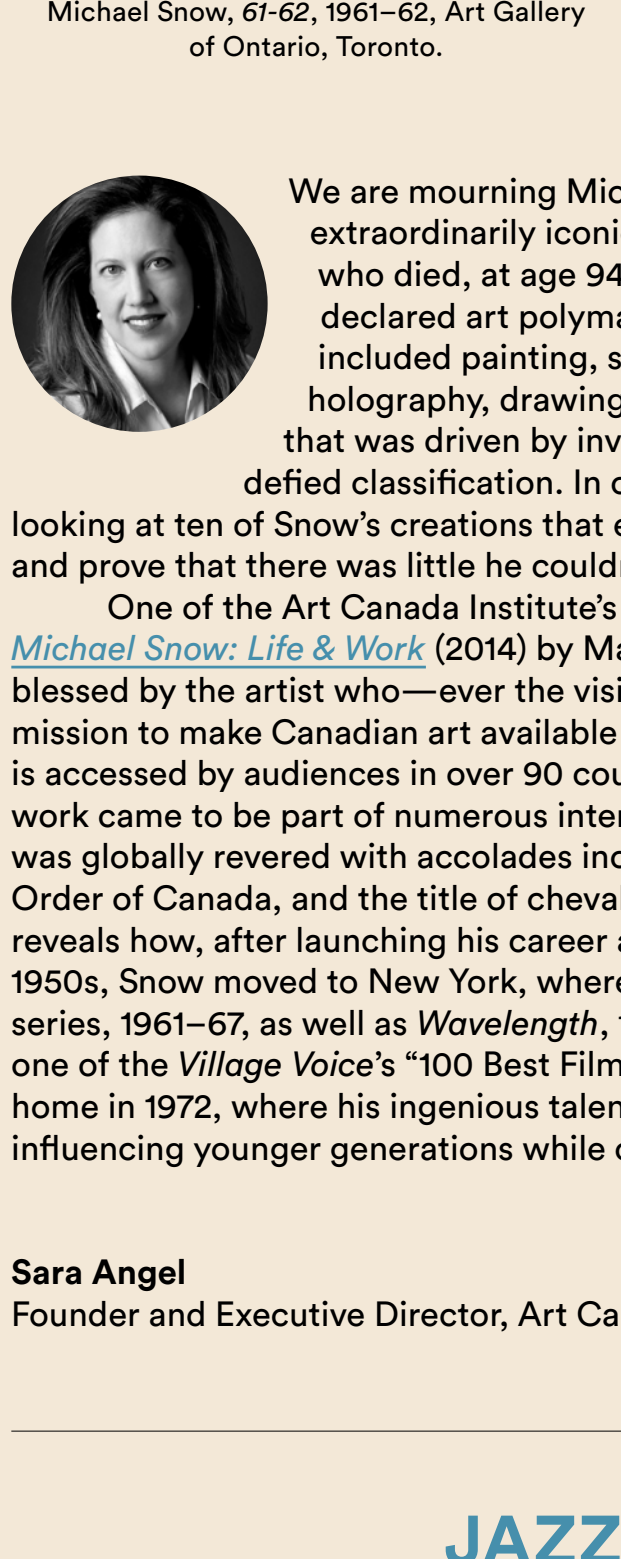 Michael Snow, 61-62, 1961–62, Art Gallery
of Ontario, Toronto.
We are mourning Mic
extraordinarily iconi
who died, at age 94
declared art polyma
included painting, s
holography, drawing
that was driven by inv
defied classification. In o
looking at ten of Snow’s creations that e
and prove that there was little he could
One of the Art Canada Institute’s
Michael Snow: Life & Work (2014) by Ma
blessed by the artist who—ever the visi
mission to make Canadian art available
is accessed by audiences in over 90 cou
work came to be part of numerous inter
was globally revered with accolades inc
Order of Canada, and the title of cheval
reveals how, after launching his career a
1950s, Snow moved to New York, where
series, 1961–67, as well as Wavelength, 1
one of the Village Voice’s “100 Best Film
home in 1972, where his ingenious talen
influencing younger generations while c
Sara Angel
Founder and Executive Director, Art Ca
JAZZ